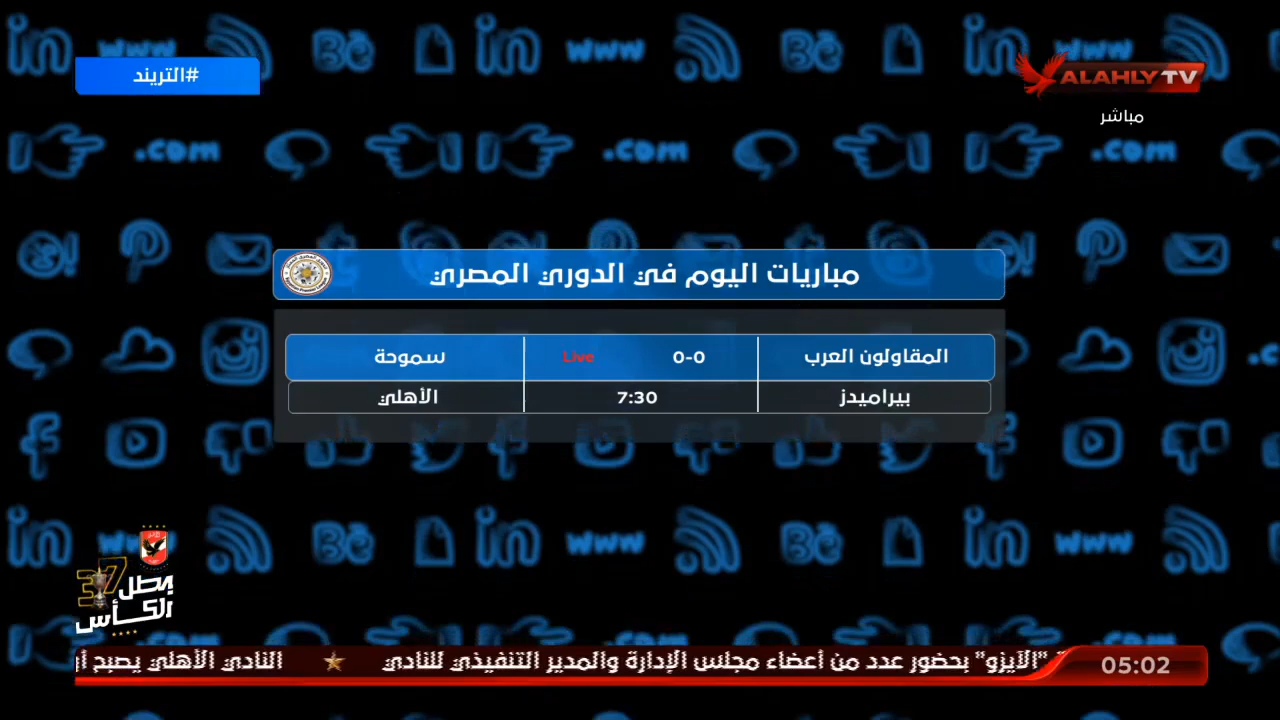 #التريند
ALAHLY TV
مباشر
مباريات اليوم في الدوري المصري
المقاولون العرب 0-0 Live سموحة
بيراميدز 7:30 الأهلي
37
بطل
الكأس
05:02
"الآيزو" بحضور عدد من أعضاء مجلس الإدارة والمدير التنفيذي للنادي ★ النادي الأهلي يصبح